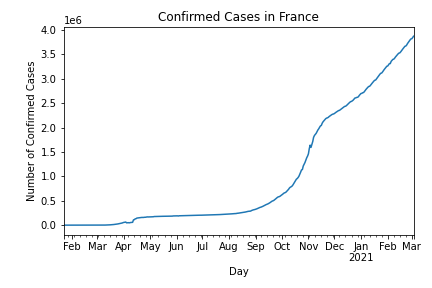 Confirmed Cases in France
1e6
4.0
3.5
3.0
2.5
2.0
1.5
1.0
0.5
0.0
Number of Confirmed Cases
Feb Mar Apr May Jun Jul Aug Sep Oct Nov Dec Jan Feb Mar
2021
Day